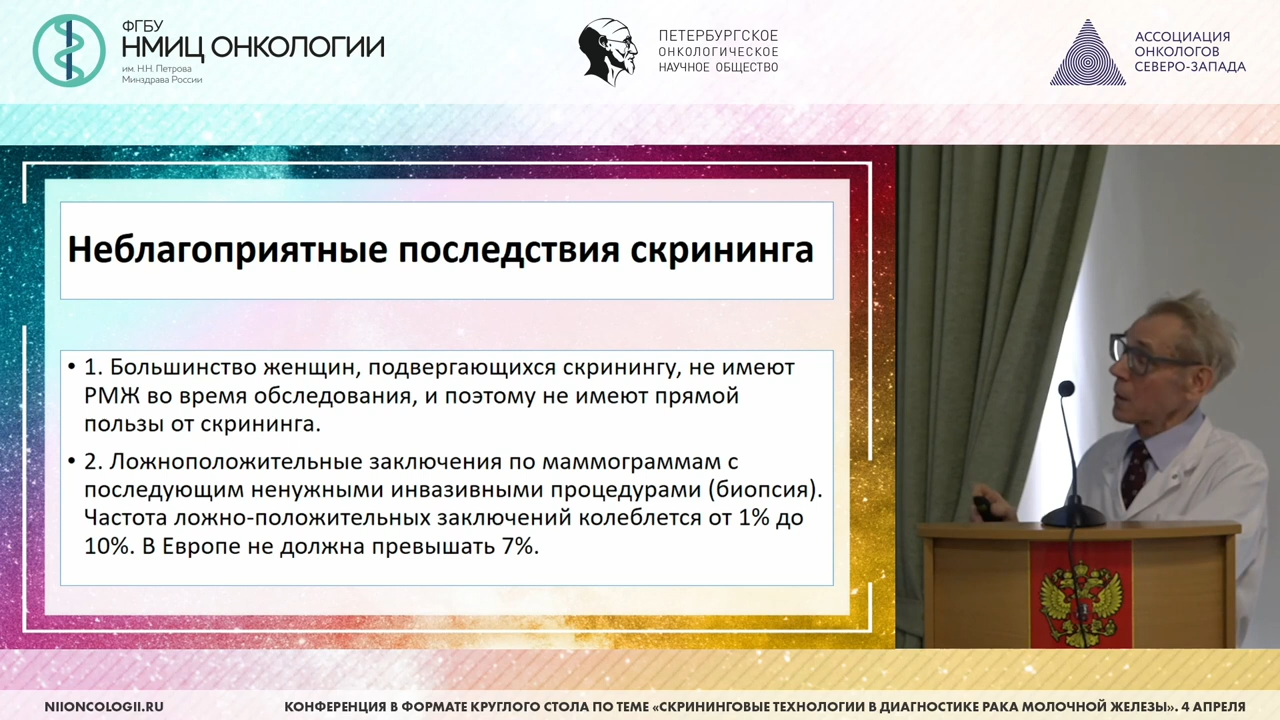 ФГБУ
НМИЦ ОНКОЛОГИИ
им. Н.Н. Петрова
Минздрава России
ПЕТЕРБУРГСКОЕ
ОНКОЛОГИЧЕСКОЕ
НАУЧНОЕ ОБЩЕСТВО
АССОЦИАЦИЯ
ОНКОЛОГОВ
СЕВЕРО-ЗАПАДА
Неблагоприятные последствия скрининга
• 1. Большинство женщин, подвергающихся скринингу, не имеют
РМЖ во время обследования, и поэтому не имеют прямой
пользы от скрининга.
• 2. Ложноположительные заключения по маммограммам с
последующим ненужными инвазивными процедурами (биопсия).
Частота ложно-положительных заключений колеблется от 1% до
10%. В Европе не должна превышать 7%.
NIIONCOLOGII.RU
КОНФЕРЕНЦИЯ В ФОРМАТЕ КРУГЛОГО СТОЛА ПО ТЕМЕ «СКРИНИНГОВЫЕ ТЕХНОЛОГИИ В ДИАГНОСТИКЕ РАКА МОЛОЧНОЙ ЖЕЛЕЗЫ». 4 АПРЕЛЯ